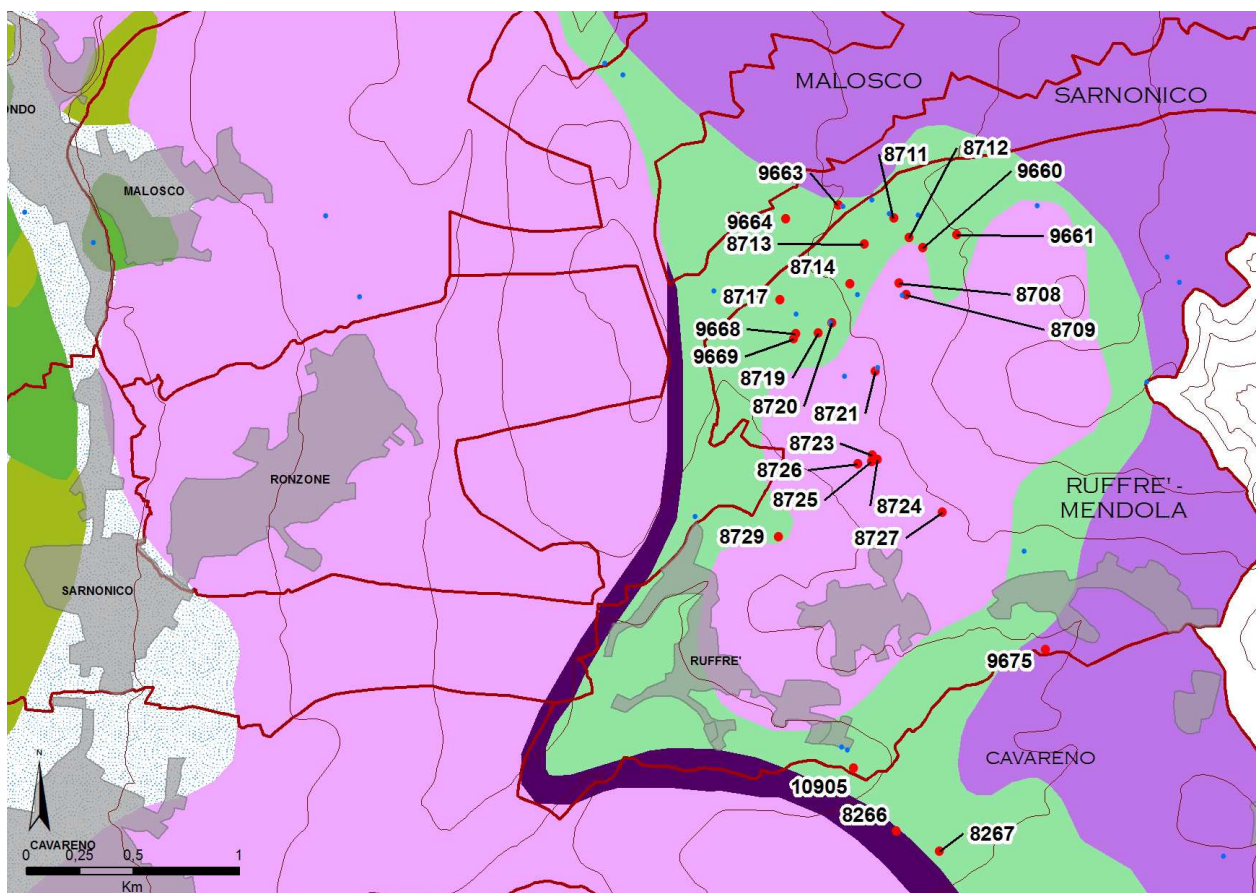 MALOSCO
SARNONICO
ONDO
8712
8711
9660
9663
MALOSCO
9664
9661
8713
8714
8708
8717
8709
9668
9669
8719
8720
8721
8723
8726
RONZONE
RUFFRE' -
MENDOLA
8725
8724
8727
8729
SARNONICO
RUFFRE'
9675
CAVARENO
10905
8266
N
8267
CAVARENO
0 0,25 0,5 1
Km